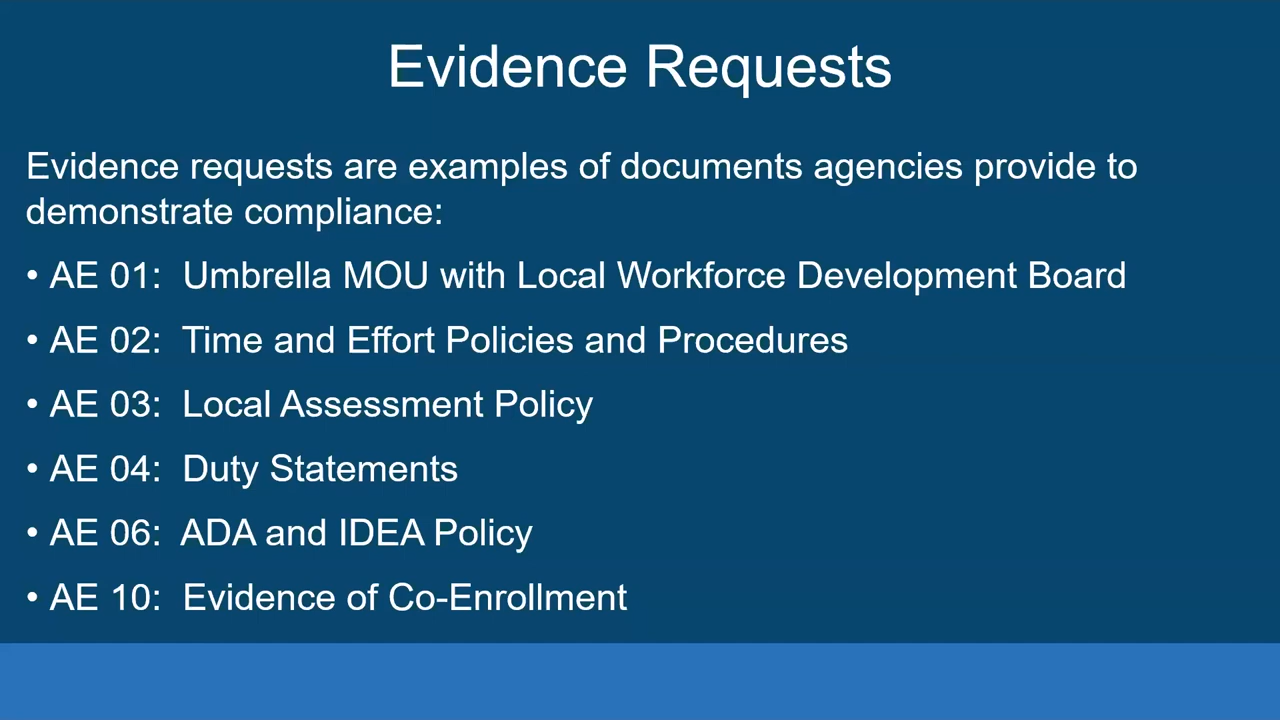 Evidence Requests
Evidence requests are examples of documents agencies provide to
demonstrate compliance:
• AE 01:  Umbrella MOU with Local Workforce Development Board
• AE 02:  Time and Effort Policies and Procedures
• AE 03:  Local Assessment Policy
• AE 04:  Duty Statements
• AE 06:  ADA and IDEA Policy
• AE 10:  Evidence of Co-Enrollment